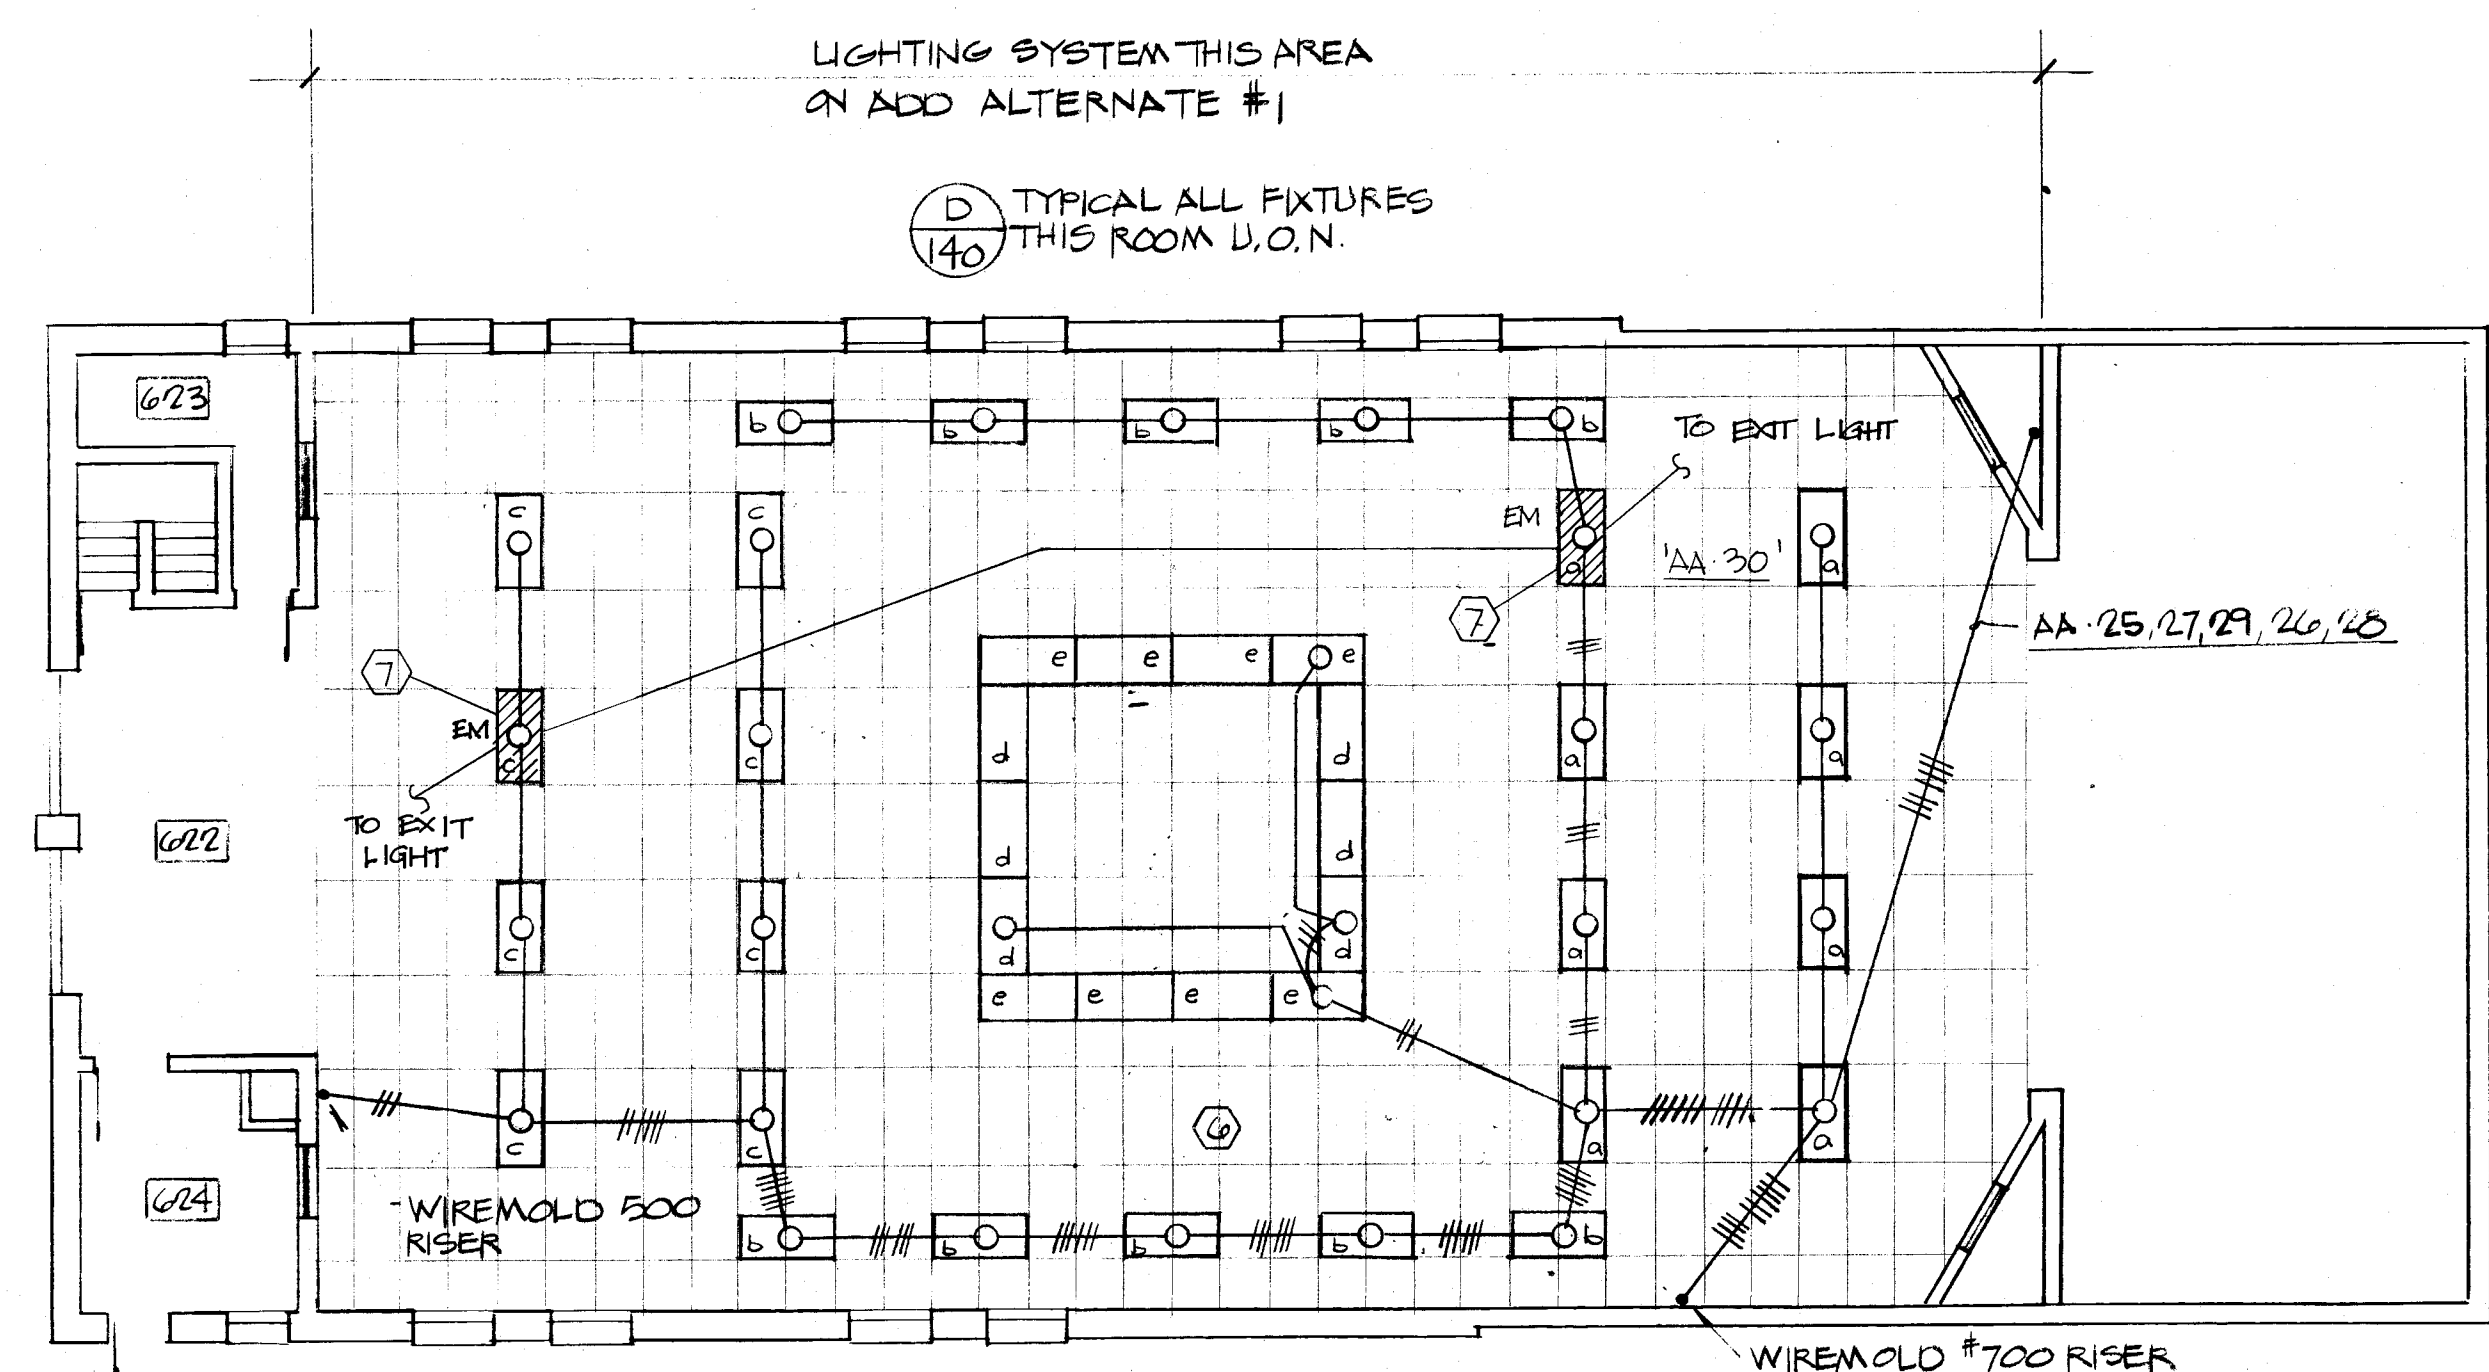 LIGHTING SYSTEM THIS AREA
ON ADD ALTERNATE #1
D
140
TYPICAL ALL FIXTURES
THIS ROOM U.O.N.
623
b b b b b
TO EXIT LIGHT
c c
EM
a
'AA·30'
a
7
AA·25, 27, 29, 26, 28
e e e e
7
EM
c c
d d
a a
TO EXIT
LIGHT
622
d d
c c
d d
a a
e e e e
6
c c
a a
624
WIREMOLD 500
RISER
b b b b b
WIREMOLD #700 RISER